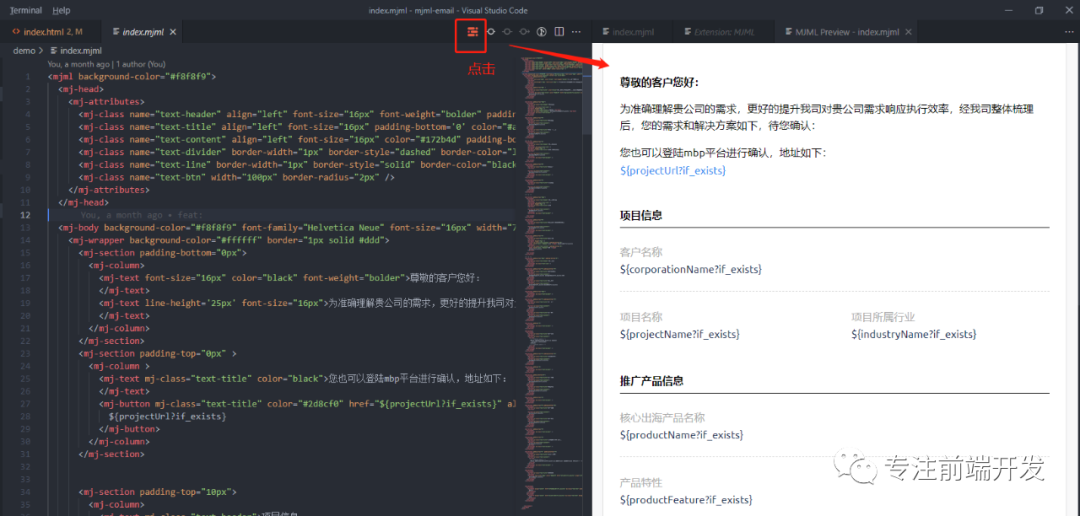 Terminal Help
index.mjml - mjml-email - Visual Studio Code
index.html 2, M
index.mjml
index.mjml
Extension: MJML
MJML Preview - index.mjml
demo > index.mjml
点击
You, a month ago | 1 author (You)
1 <mjml background-color="#f8f8f9">
2 <mj-head>
3 <mj-attributes>
4 <mj-class name="text-header" align="left" font-size="16px" font-weight="bolder" paddin
5 <mj-class name="text-title" align="left" font-size="16px" padding-bottom='0' color="#a
6 <mj-class name="text-content" align="left" font-size="16px" color="#172b4d" padding-bo
7 <mj-class name="text-divider" border-width="1px" border-style="dashed" border-color="l
8 <mj-class name="text-line" border-width="1px" border-style="solid" border-color="black
9 <mj-class name="text-btn" width="100px" border-radius="2px" />
10 </mj-attributes>
11 </mj-head>
12 You, a month ago • feat:
13 <mj-body background-color="#f8f8f9" font-family="Helvetica Neue" font-size="16px" width="7
14 <mj-wrapper background-color="#ffffff" border="1px solid #ddd">
15 <mj-section padding-bottom="0px">
16 <mj-column>
17 <mj-text font-size="16px" color="black" font-weight="bolder">尊敬的客户您好:
18 </mj-text>
19 <mj-text line-height='25px' font-size="16px">为准确理解贵公司的需求，更好的提升我司对
20 </mj-text>
21 </mj-column>
22 </mj-section>
23 <mj-section padding-top="0px" >
24 <mj-column >
25 <mj-text mj-class="text-title" color="black">您也可以登陆mbp平台进行确认，地址如下：
26 </mj-text>
27 <mj-button mj-class="text-title" color="#2d8cf0" href="${projectUrl?if_exists}" al
28 ${projectUrl?if_exists}
29 </mj-button>
30 </mj-column>
31 </mj-section>
32
33
34 <mj-section padding-top="10px">
35 <mj-column>
尊敬的客户您好：
为准确理解贵公司的需求，更好的提升我司对贵公司需求响应执行效率，经我司整体梳理
后，您的需求和解决方案如下，待您确认：
您也可以登陆mbp平台进行确认，地址如下：
${projectUrl?if_exists}
项目信息
客户名称
${corporationName?if_exists}
项目名称 项目所属行业
${projectName?if_exists} ${industryName?if_exists}
推广产品信息
核心出海产品名称
${productName?if_exists}
产品特性
${productFeature?if_exists}
专注前端开发